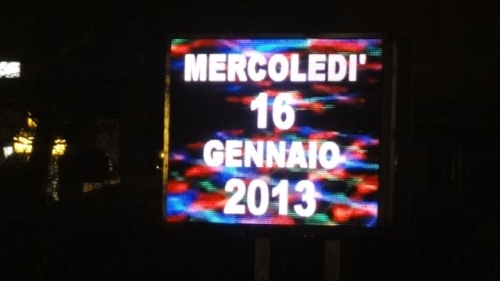 MERCOLEDI'
16
GENNAIO
2013